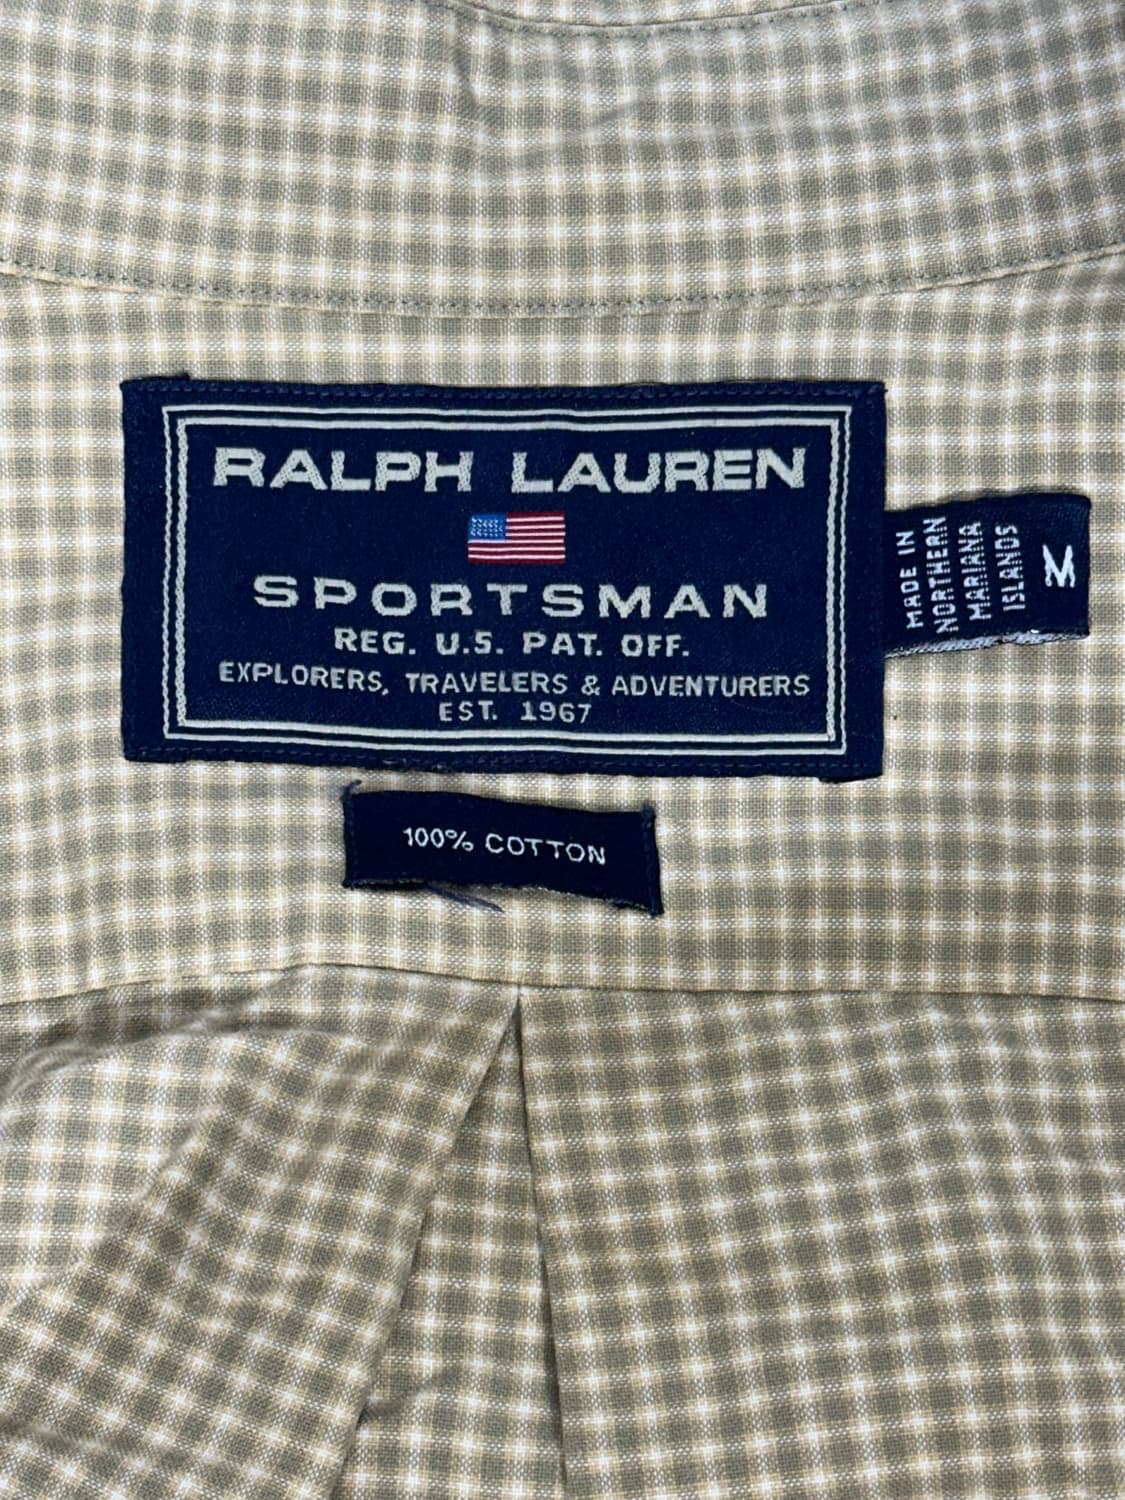 RALPH LAUREN
SPORTSMAN
REG. U.S. PAT. OFF.
EXPLORERS, TRAVELERS & ADVENTURERS
EST. 1967
MADE IN
NORTHERN
MARIANA
ISLANDS
M
100% COTTON